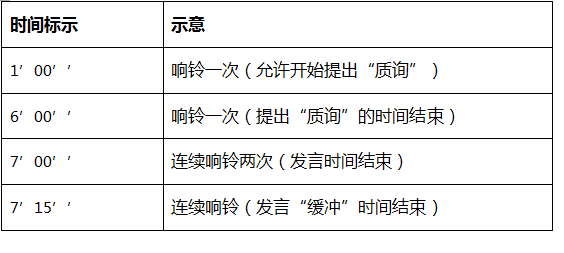 时间标示 示意
1′00′′ 响铃一次（允许开始提出“质询”）
6′00′′ 响铃一次（提出“质询”的时间结束）
7′00′′ 连续响铃两次（发言时间结束）
7′15′′ 连续响铃（发言“缓冲”时间结束）